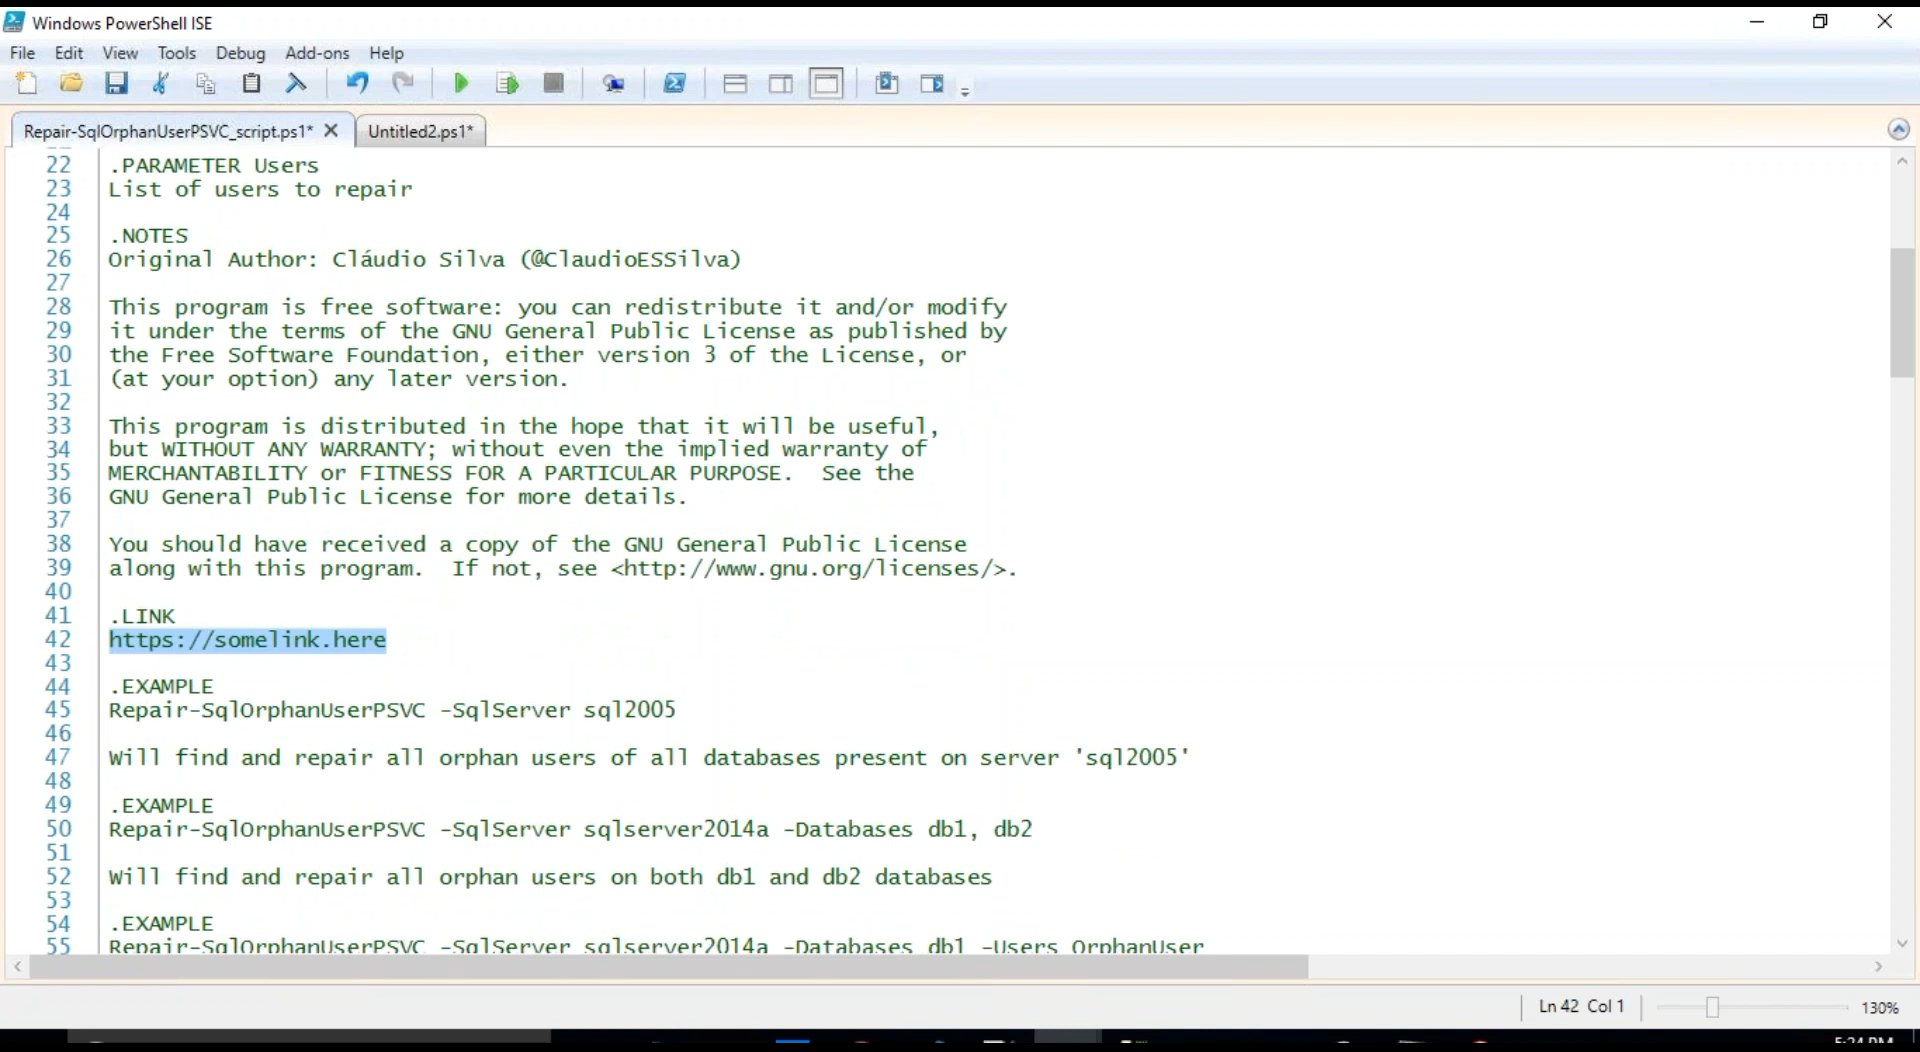 Windows PowerShell ISE
File Edit View Tools Debug Add-ons Help
Repair-SqlOrphanUserPSVC_script.ps1* Untitled2.ps1*
22 .PARAMETER Users
23 List of users to repair
24
25 .NOTES
26 Original Author: Cláudio Silva (@ClaudioESSilva)
27
28 This program is free software: you can redistribute it and/or modify
29 it under the terms of the GNU General Public License as published by
30 the Free Software Foundation, either version 3 of the License, or
31 (at your option) any later version.
32
33 This program is distributed in the hope that it will be useful,
34 but WITHOUT ANY WARRANTY; without even the implied warranty of
35 MERCHANTABILITY or FITNESS FOR A PARTICULAR PURPOSE.  See the
36 GNU General Public License for more details.
37
38 You should have received a copy of the GNU General Public License
39 along with this program.  If not, see <http://www.gnu.org/licenses/>.
40
41 .LINK
42 https://somelink.here
43
44 .EXAMPLE
45 Repair-SqlOrphanUserPSVC -SqlServer sql2005
46
47 Will find and repair all orphan users of all databases present on server 'sql2005'
48
49 .EXAMPLE
50 Repair-SqlOrphanUserPSVC -SqlServer sqlserver2014a -Databases db1, db2
51
52 Will find and repair all orphan users on both db1 and db2 databases
53
54 .EXAMPLE
55 Repair-SqlOrphanUserPSVC -SqlServer sqlserver2014a -Databases db1 -Users OrphanUser
Ln 42 Col 1 130%
5:24 PM